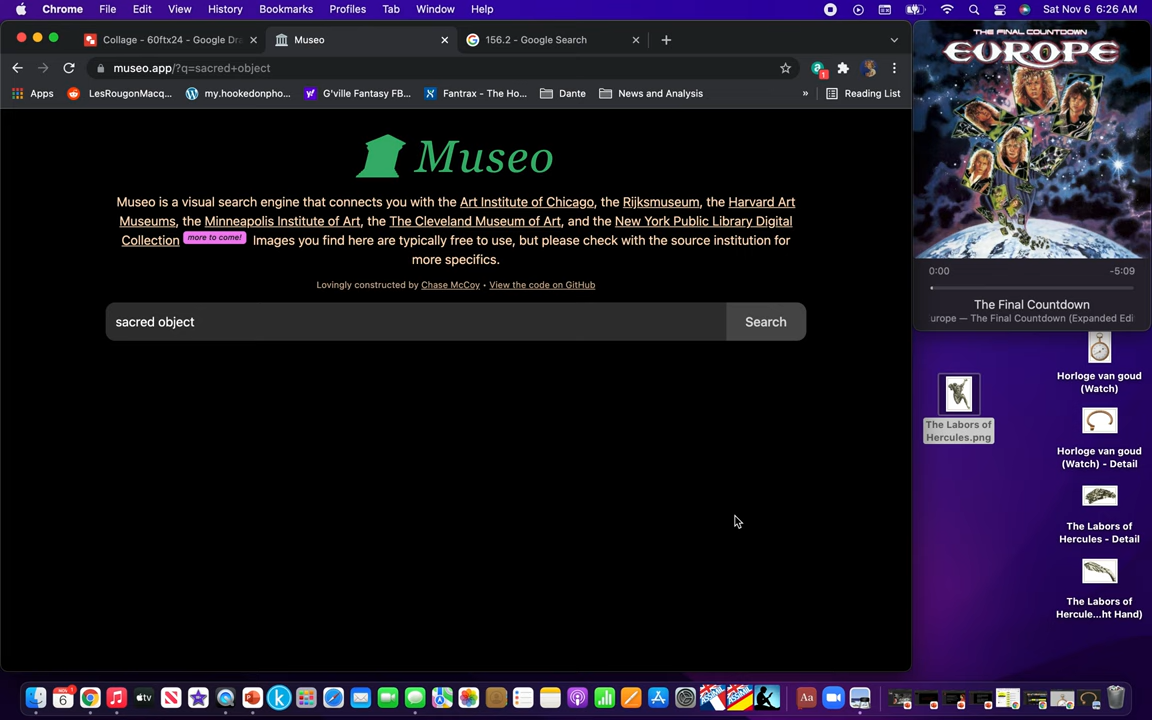 Chrome File Edit View History Bookmarks Profiles Tab Window Help Sat Nov 6 6:26 AM
Collage - 60ftx24 - Google Dra
Museo
156.2 - Google Search
museo.app/?q=sacred+object
Apps LesRougonMacq... my.hookedonpho... G'ville Fantasy FB... Fantrax - The Ho... Dante News and Analysis » Reading List
Museo
Museo is a visual search engine that connects you with the Art Institute of Chicago, the Rijksmuseum, the Harvard Art
Museums, the Minneapolis Institute of Art, the The Cleveland Museum of Art, and the New York Public Library Digital
Collection more to come! Images you find here are typically free to use, but please check with the source institution for
more specifics.
Lovingly constructed by Chase McCoy • View the code on GitHub
sacred object Search
THE FINAL COUNTDOWN
EUROPE
0:00 -5:09
The Final Countdown
urope — The Final Countdown (Expanded Edi
Horloge van goud
(Watch)
The Labors of
Hercules.png
Horloge van goud
(Watch) - Detail
The Labors of
Hercules - Detail
The Labors of
Hercule...ht Hand)